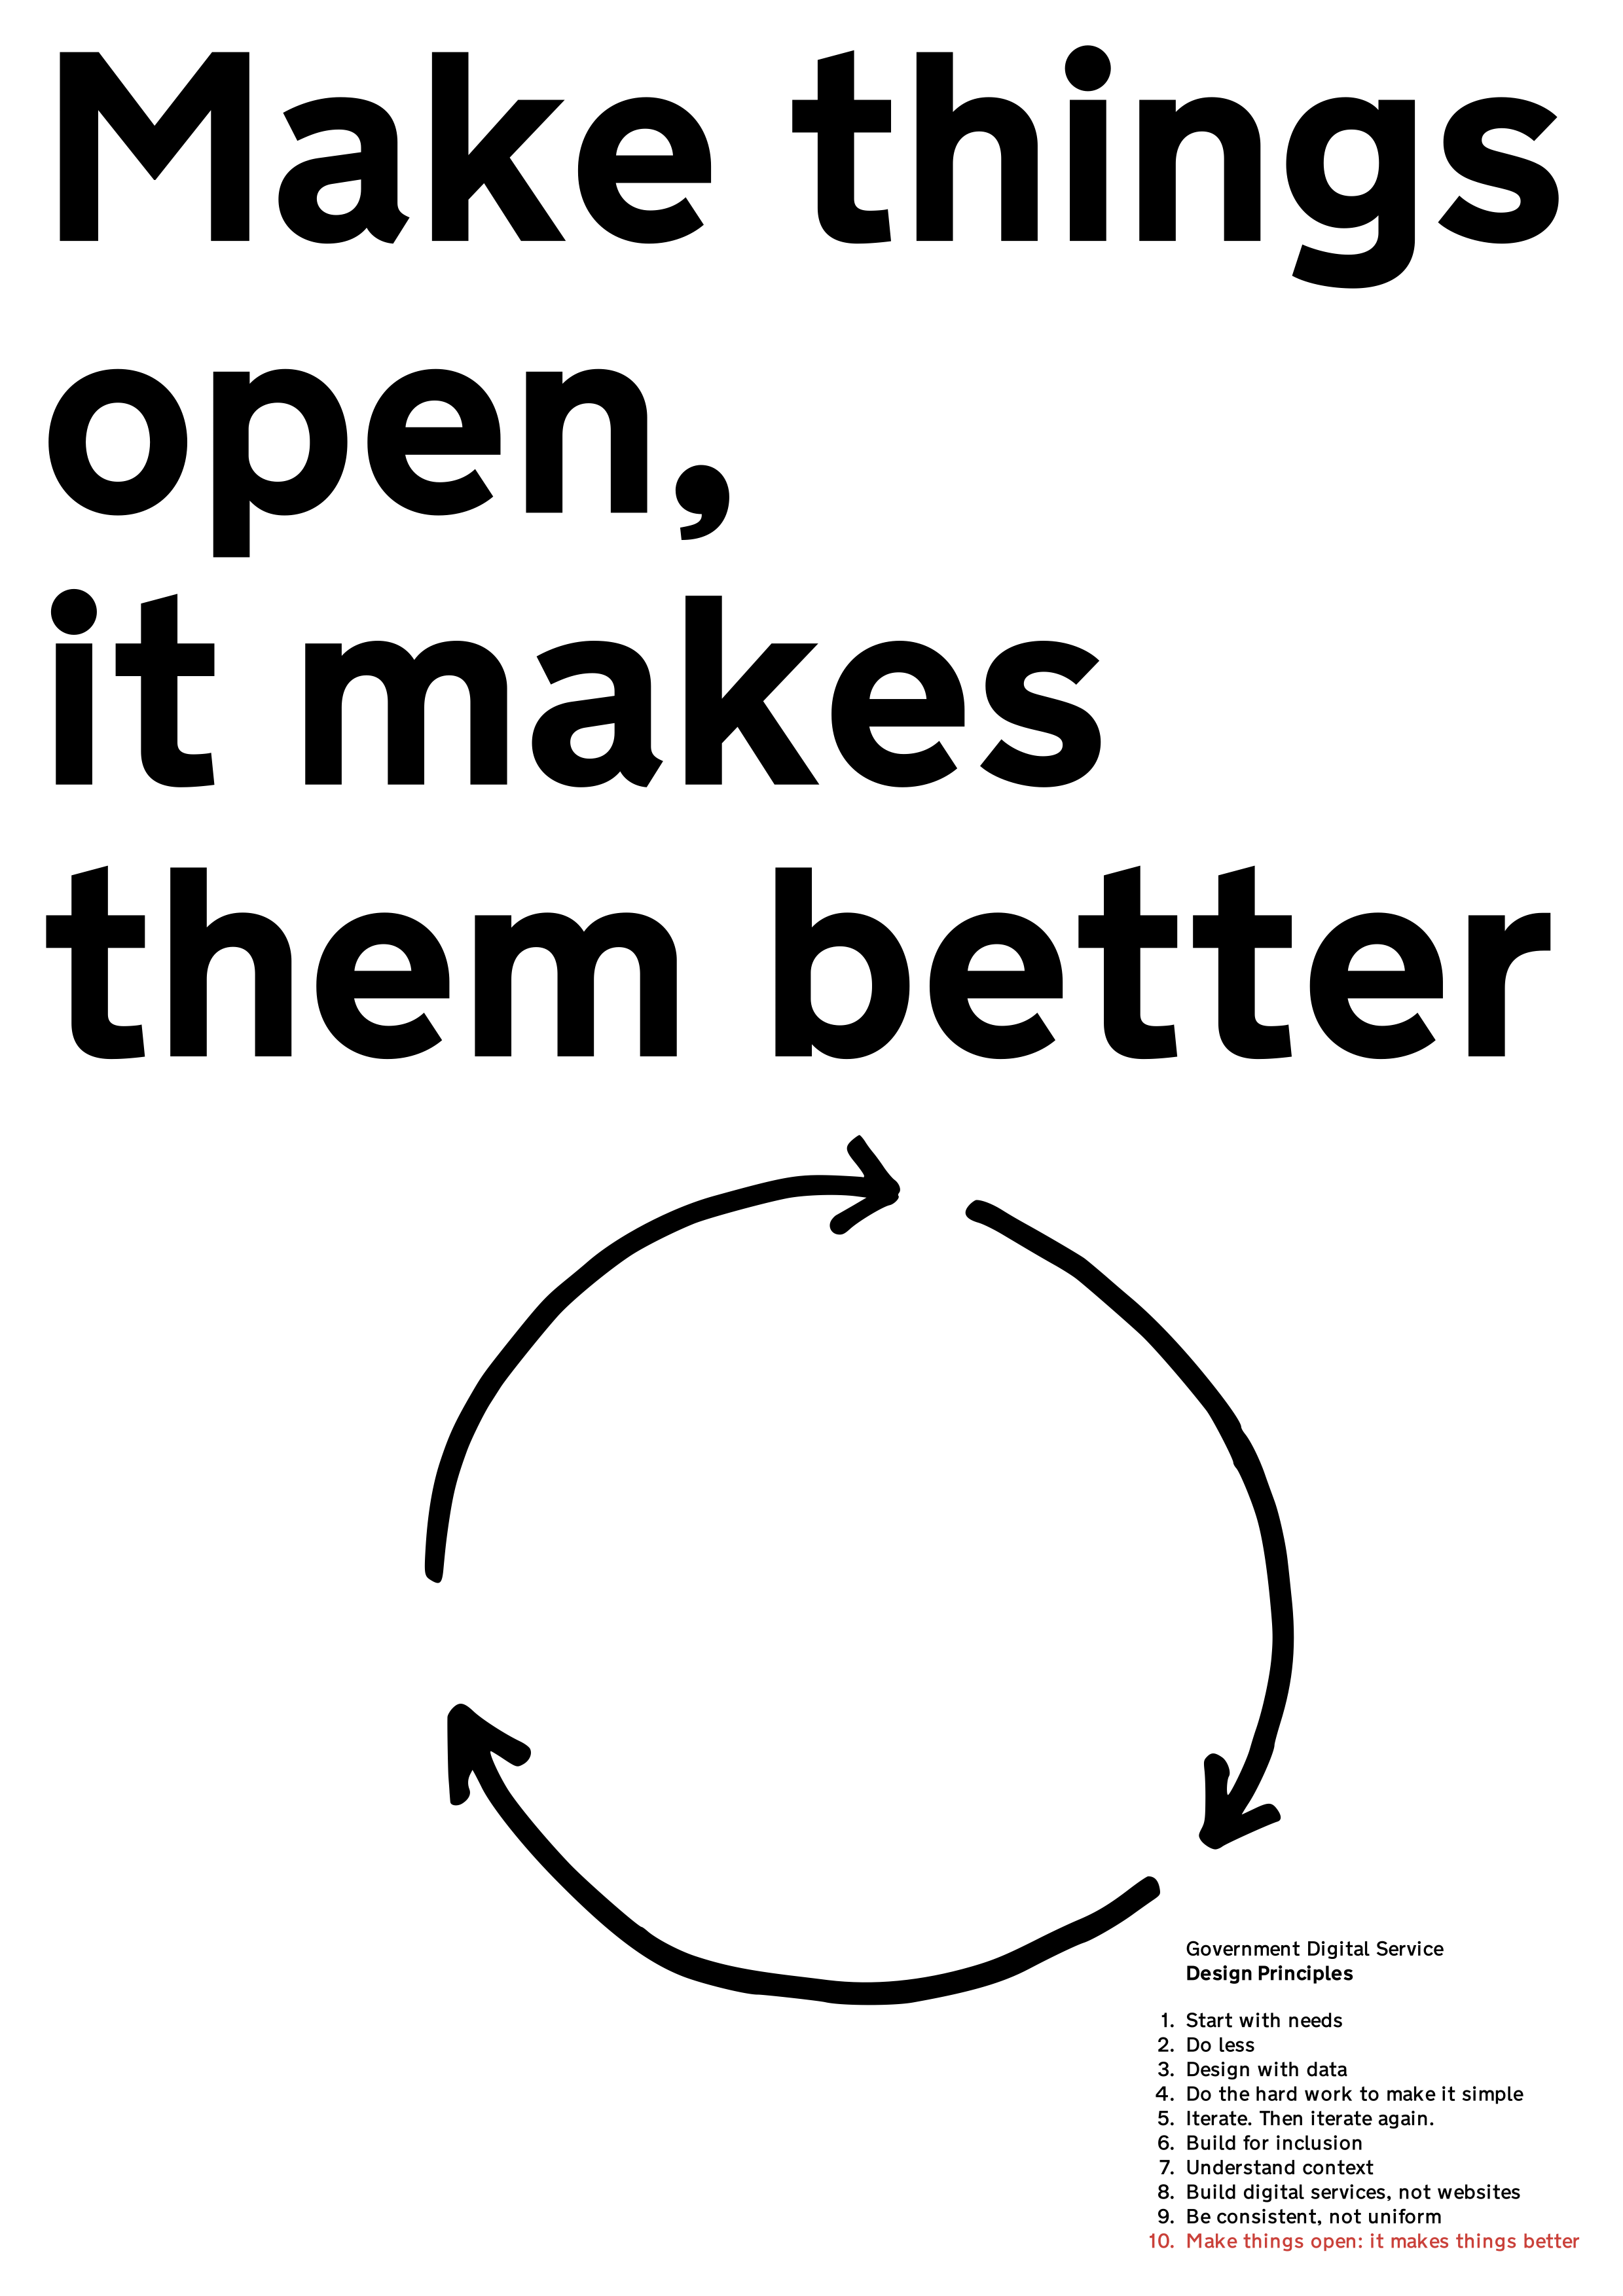 Make things
open,
it makes
them better
Government Digital Service
Design Principles
1. Start with needs
2. Do less
3. Design with data
4. Do the hard work to make it simple
5. Iterate. Then iterate again.
6. Build for inclusion
7. Understand context
8. Build digital services, not websites
9. Be consistent, not uniform
10. Make things open: it makes things better